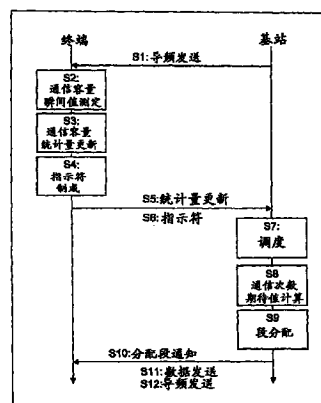 终端
基站
S1:导频发送
S2:
通信容量
瞬间值测定
S3:
通信容量
统计量更新
S4:
指示符
制成
S5:统计量更新
S6:指示符
S7:
调度
S8
通信次数
期待值计算
S9
段分配
S10:分配段通知
S11:数据发送
S12:导频发送